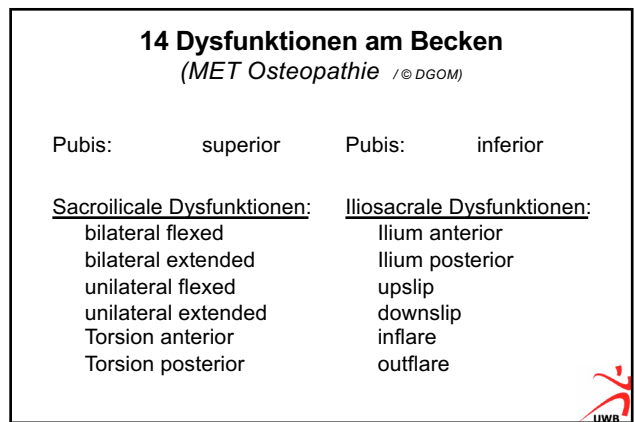 14 Dysfunktionen am Becken
(MET Osteopathie / © DGOM)
Pubis: superior Pubis: inferior
Sacroilicale Dysfunktionen: Iliosacrale Dysfunktionen:
bilateral flexed Ilium anterior
bilateral extended Ilium posterior
unilateral flexed upslip
unilateral extended downslip
Torsion anterior inflare
Torsion posterior outflare
UWB